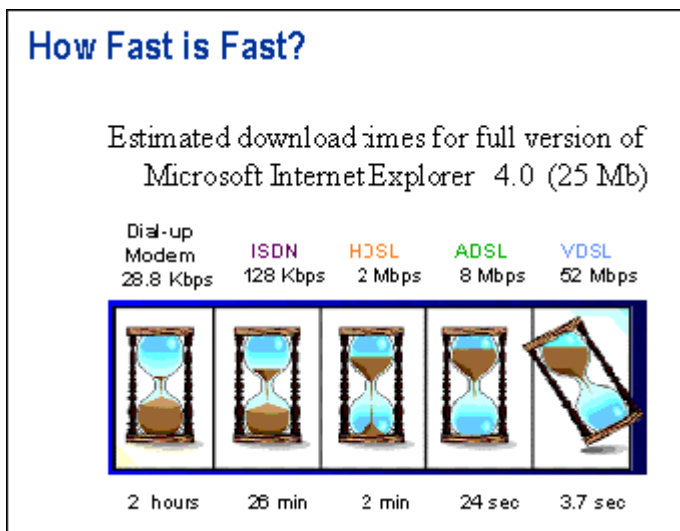 How Fast is Fast?
Estimated download times for full version of
Microsoft Internet Explorer 4.0 (25 Mb)
Dial-up
Modem ISDN HDSL ADSL VDSL
28.8 Kbps 128 Kbps 2 Mbps 8 Mbps 52 Mbps
2 hours 26 min 2 min 24 sec 3.7 sec